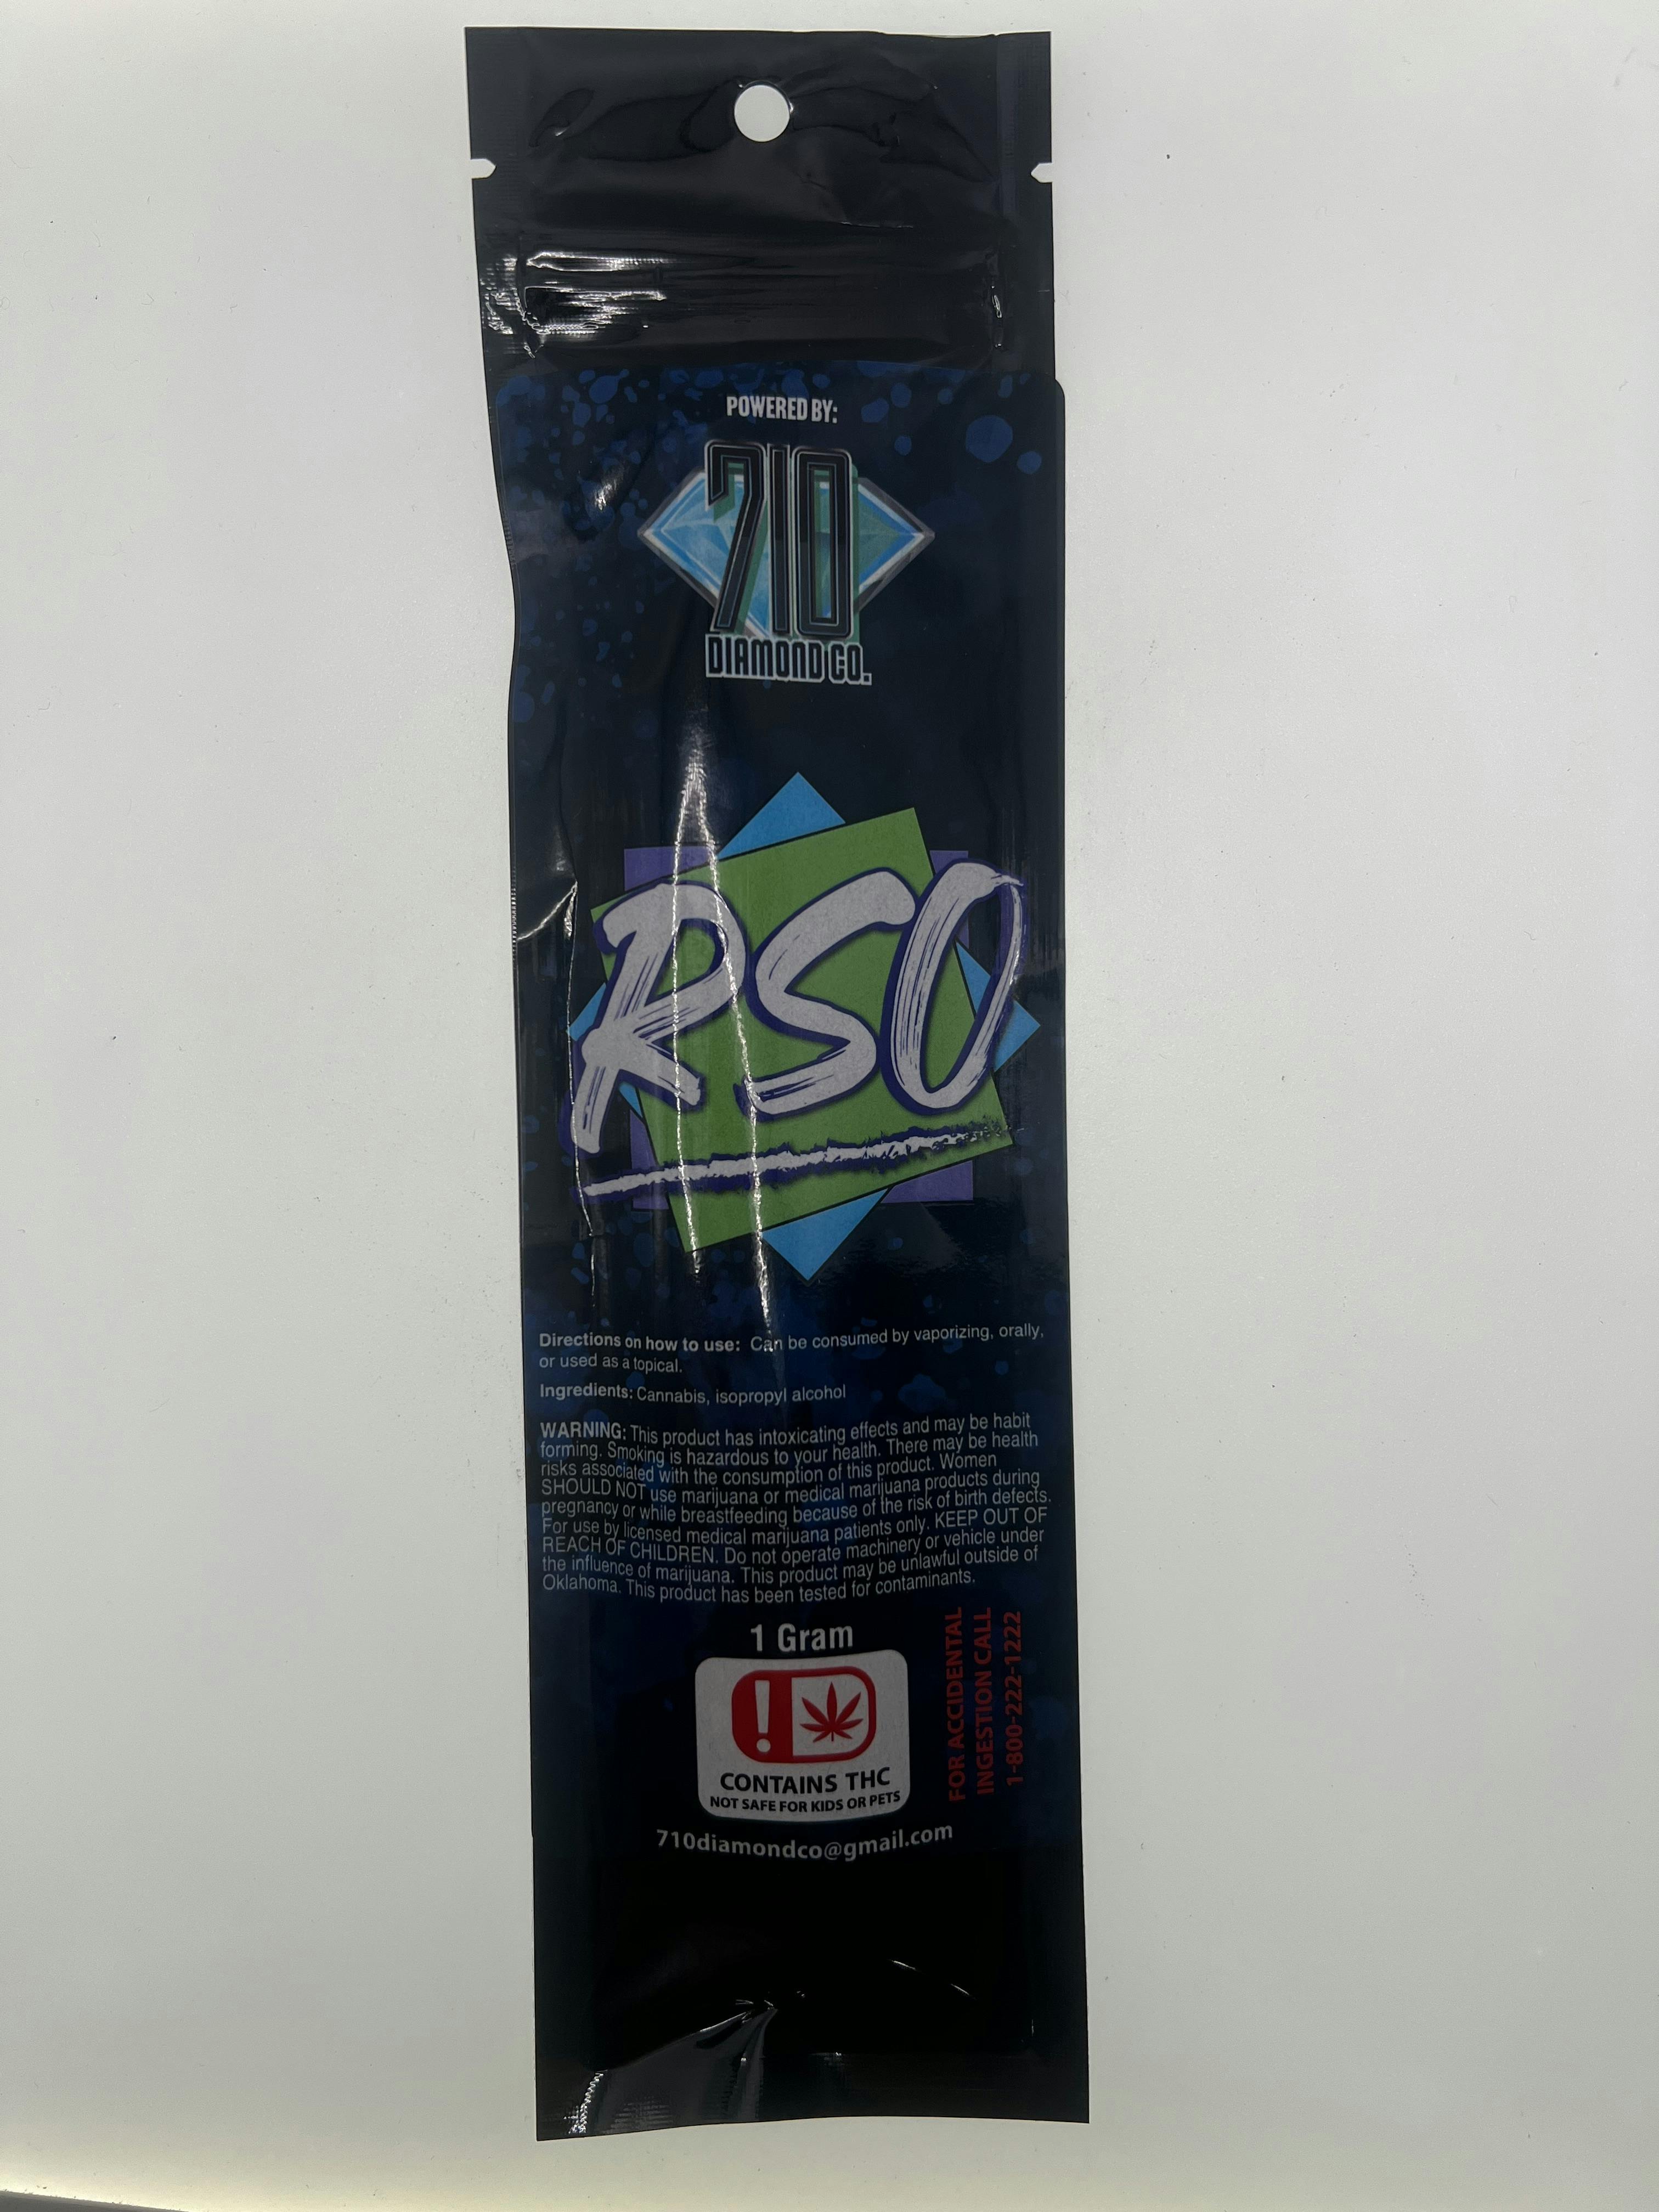 POWERED BY:
710
DIAMOND CO.
RSO
Directions on how to use: Can be consumed by vaporizing, orally,
or used as a topical.
Ingredients: Cannabis, isopropyl alcohol
WARNING: This product has intoxicating effects and may be habit
forming. Smoking is hazardous to your health. There may be health
risks associated with the consumption of this product. Women
SHOULD NOT use marijuana or medical marijuana products during
pregnancy or while breastfeeding because of the risk of birth defects.
For use by licensed medical marijuana patients only. KEEP OUT OF
REACH OF CHILDREN. Do not operate machinery or vehicle under
the influence of marijuana. This product may be unlawful outside of
Oklahoma. This product has been tested for contaminants.
1 Gram
!
CONTAINS THC
NOT SAFE FOR KIDS OR PETS
FOR ACCIDENTAL
INGESTION CALL
1-800-222-1222
710diamondco@gmail.com